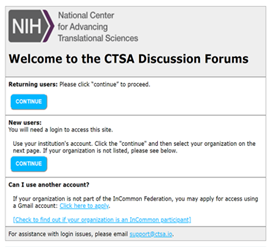 NIH
National Center
for Advancing
Translational Sciences
Welcome to the CTSA Discussion Forums
Returning users: Please click "continue" to proceed.
CONTINUE
New users:
You will need a login to access this site.
Use your institution's account. Click the "continue" and then select your organization on the
next page. If your organization is not listed, please see below.
CONTINUE
Can I use another account?
If your organization is not part of the InCommon Federation, you may apply for access using
a Gmail account: Click here to apply.
[Check to find out if your organization is an InCommon participant]
For assistance with login issues, please email support@ctsa.io.